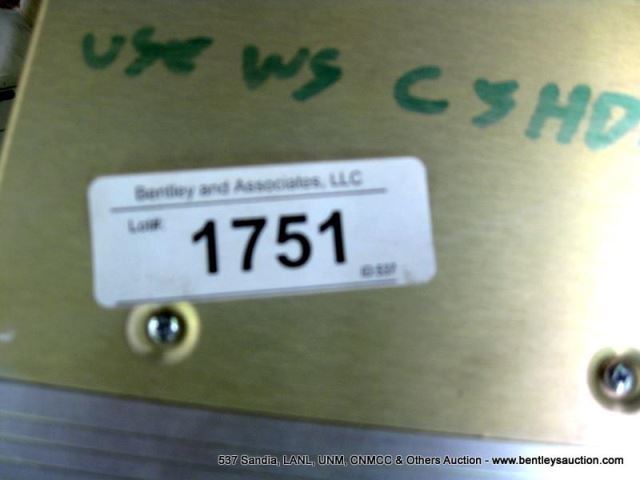 USE WS C S HD
Bentley and Associates, LLC
Lot#: 1751
ID 537
537 Sandia, LANL, UNM, CNMCC & Others Auction - www.bentleysauction.com